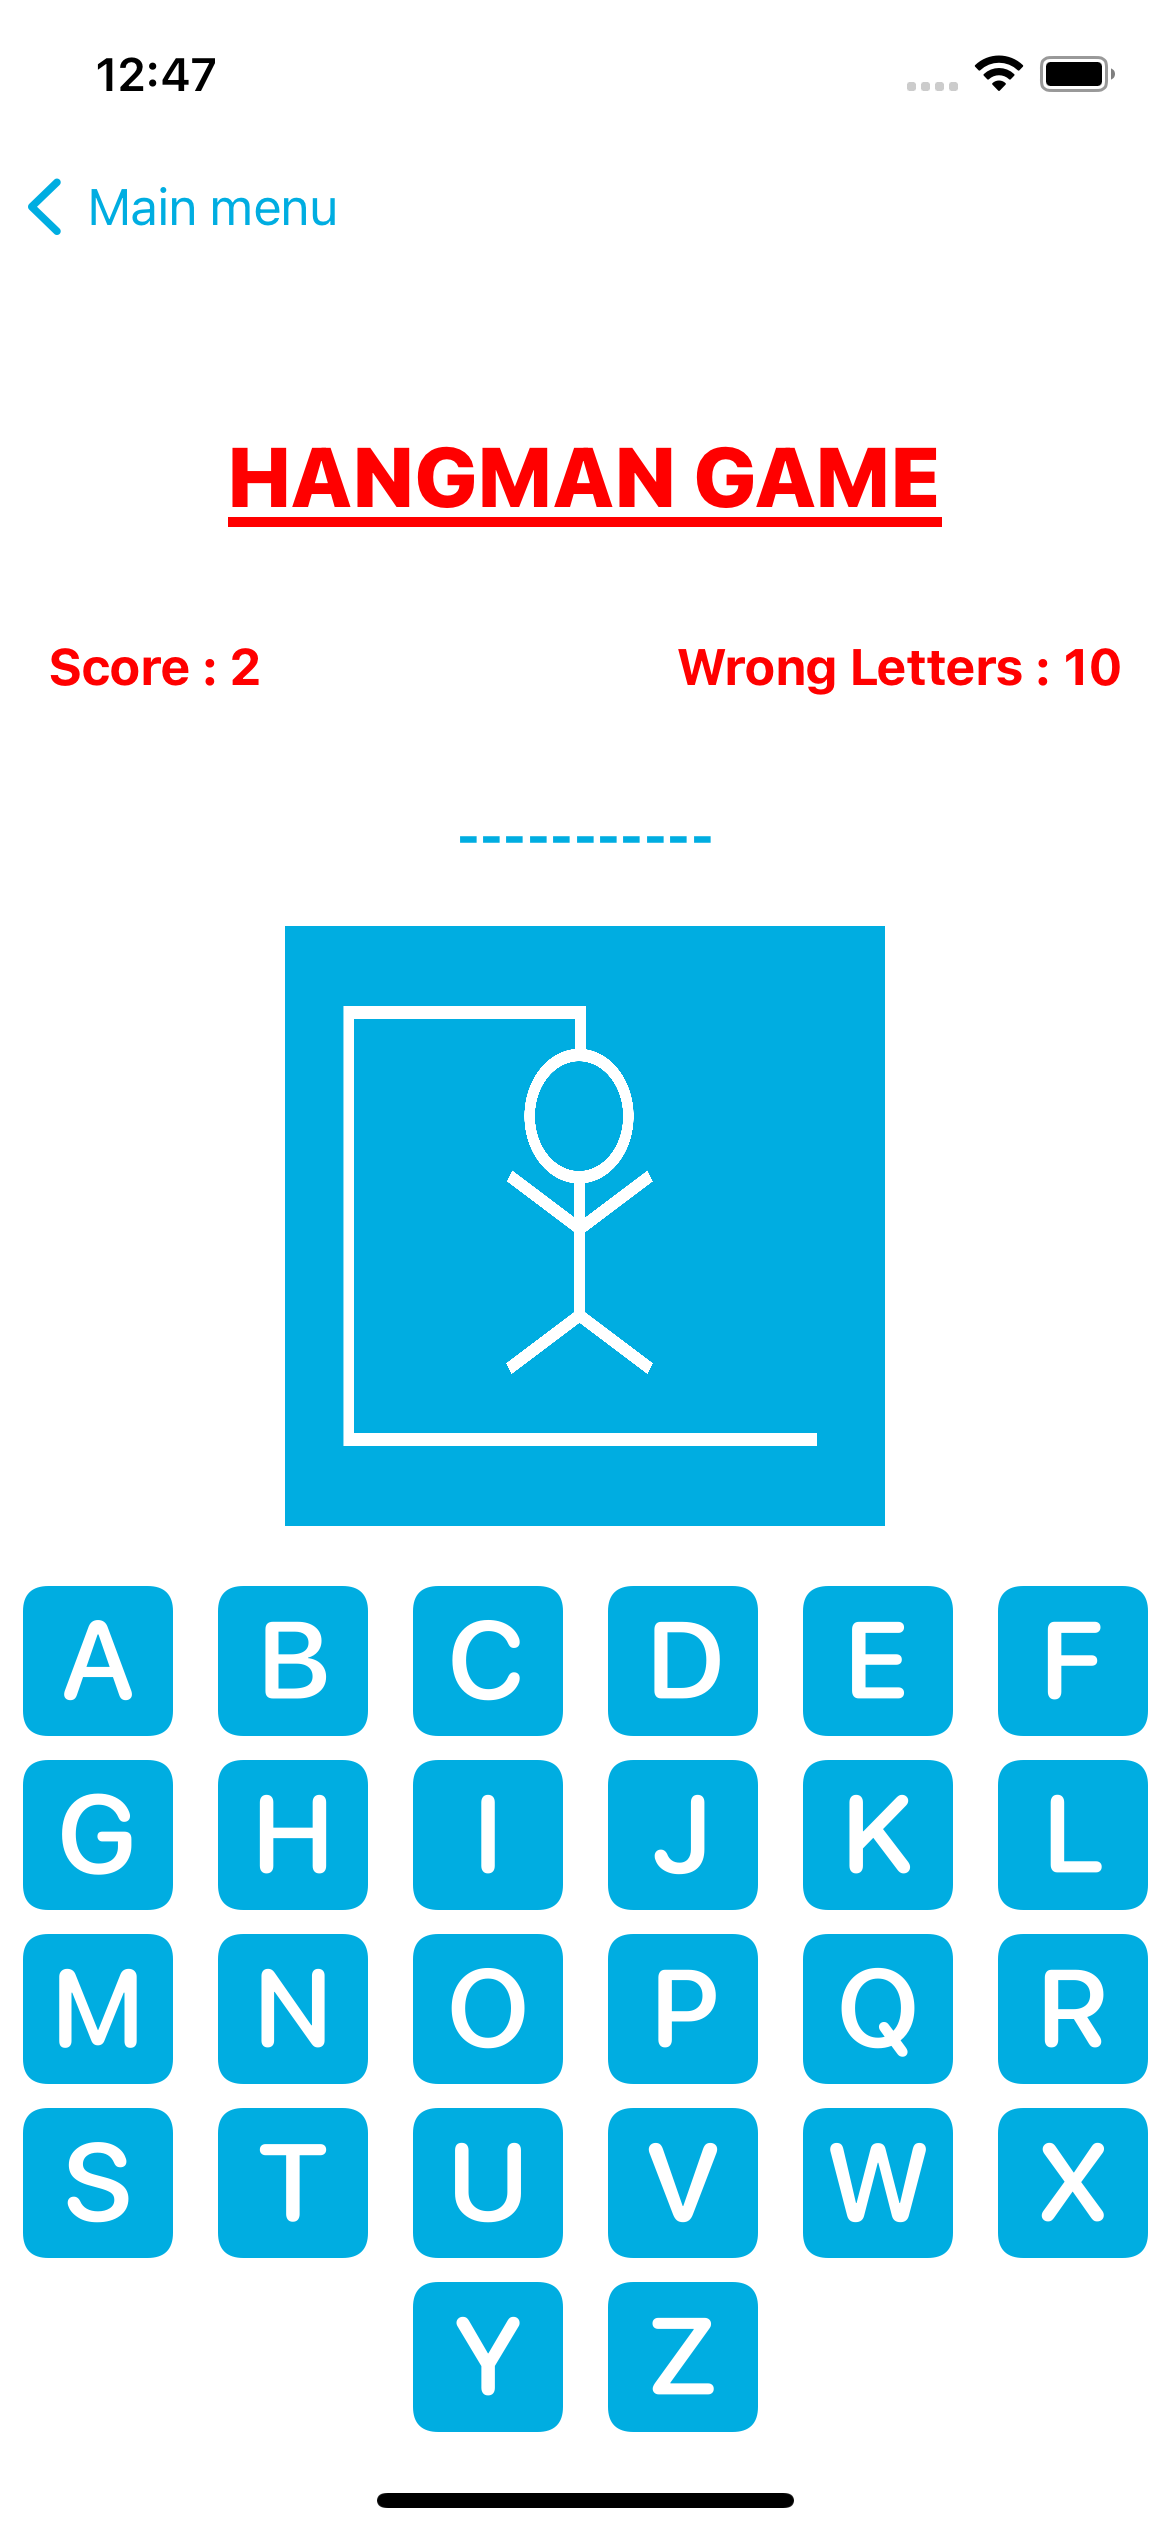 12:47
Main menu
HANGMAN GAME
Score : 2 Wrong Letters : 10
-----------
A B C D E F
G H I J K L
M N O P Q R
S T U V W X
Y Z